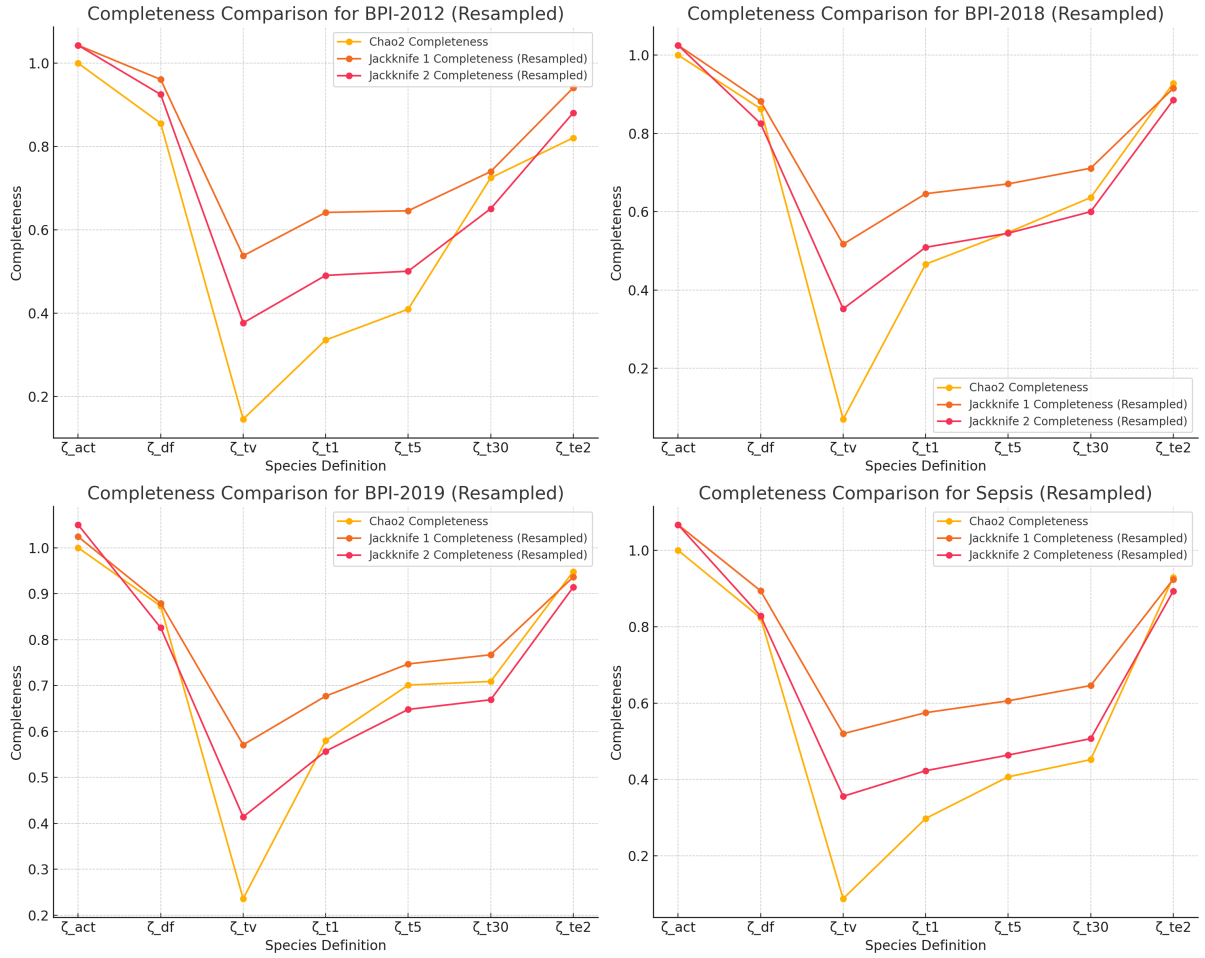 Completeness Comparison for BPI-2012 (Resampled)
Completeness
1.0
0.8
0.6
0.4
0.2
Chao2 Completeness
Jackknife 1 Completeness (Resampled)
Jackknife 2 Completeness (Resampled)
ζ_act ζ_df ζ_tv ζ_t1 ζ_t5 ζ_t30 ζ_te2
Species Definition
Completeness Comparison for BPI-2018 (Resampled)
Completeness
1.0
0.8
0.6
0.4
0.2
Chao2 Completeness
Jackknife 1 Completeness (Resampled)
Jackknife 2 Completeness (Resampled)
ζ_act ζ_df ζ_tv ζ_t1 ζ_t5 ζ_t30 ζ_te2
Species Definition
Completeness Comparison for BPI-2019 (Resampled)
Completeness
1.0
0.9
0.8
0.7
0.6
0.5
0.4
0.3
0.2
Chao2 Completeness
Jackknife 1 Completeness (Resampled)
Jackknife 2 Completeness (Resampled)
ζ_act ζ_df ζ_tv ζ_t1 ζ_t5 ζ_t30 ζ_te2
Species Definition
Completeness Comparison for Sepsis (Resampled)
Completeness
1.0
0.8
0.6
0.4
0.2
Chao2 Completeness
Jackknife 1 Completeness (Resampled)
Jackknife 2 Completeness (Resampled)
ζ_act ζ_df ζ_tv ζ_t1 ζ_t5 ζ_t30 ζ_te2
Species Definition